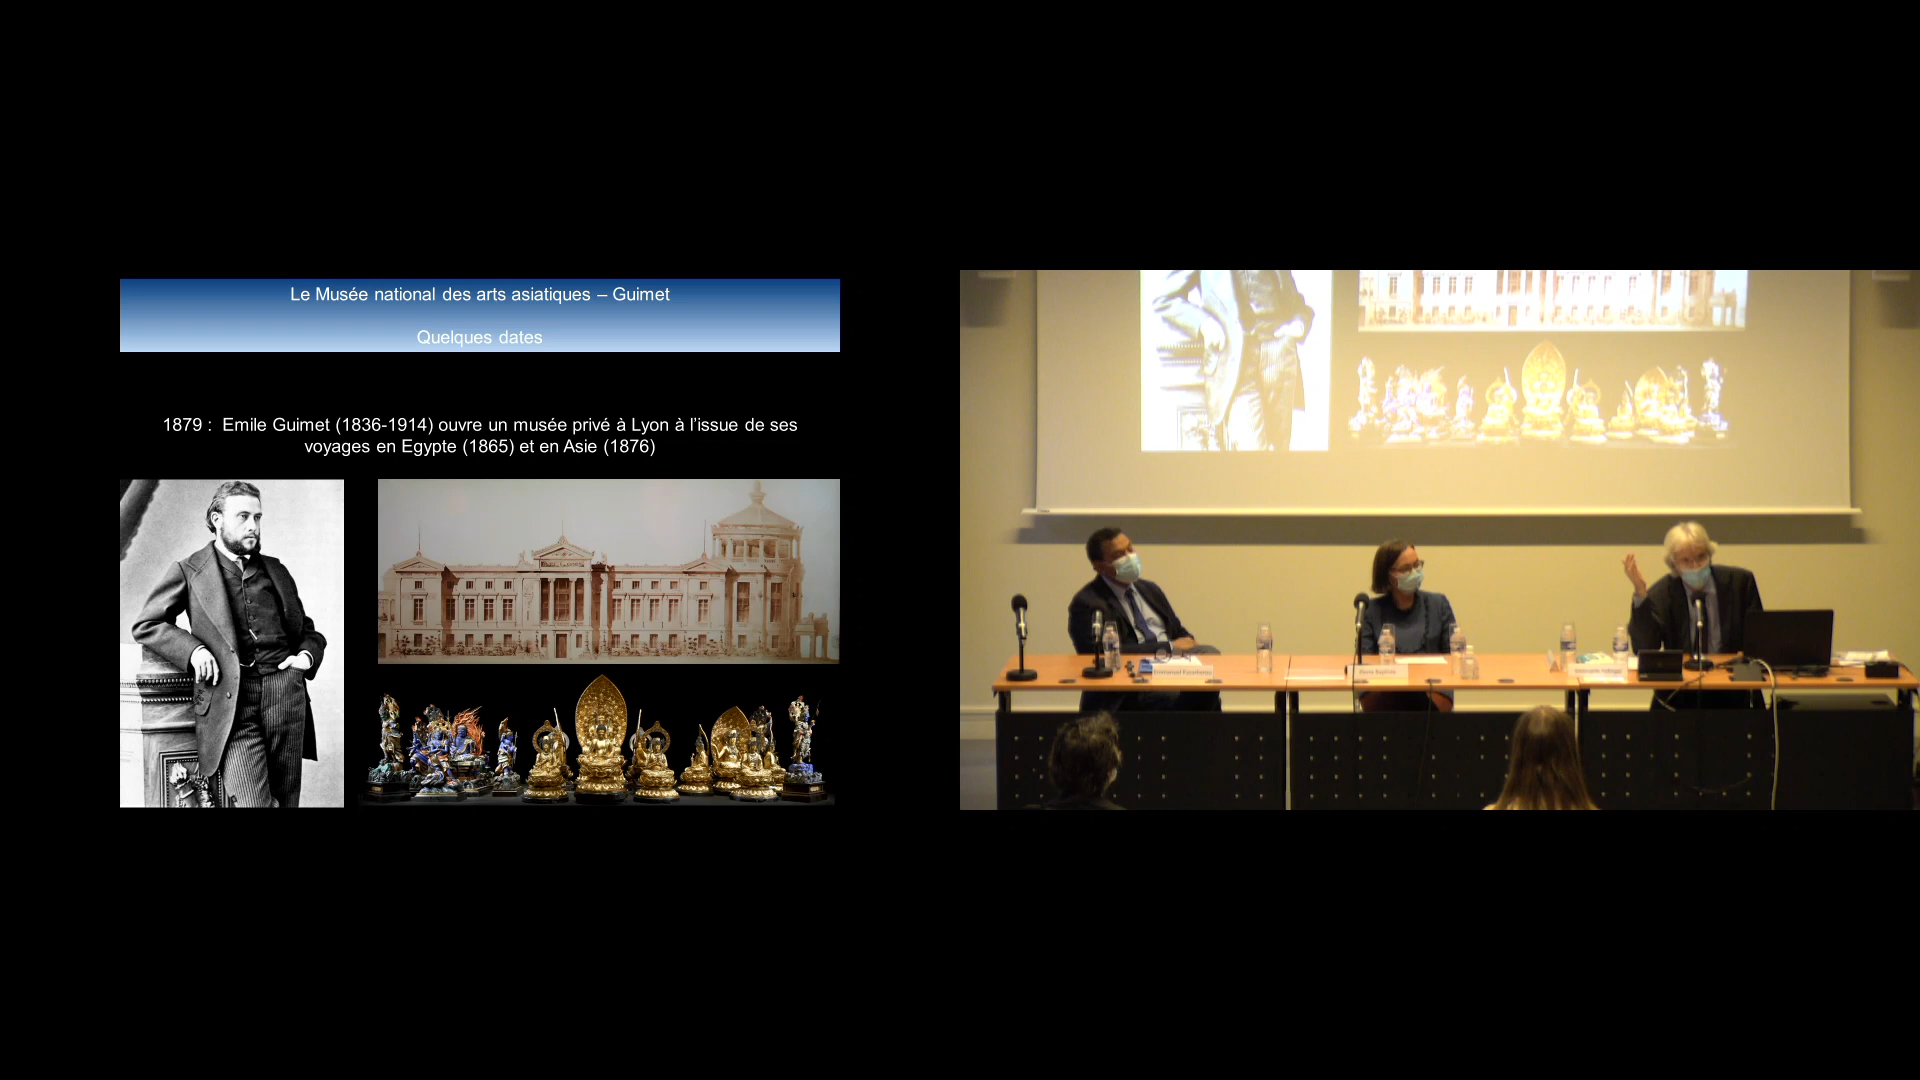 Le Musée national des arts asiatiques – Guimet
Quelques dates
1879 : Emile Guimet (1836-1914) ouvre un musée privé à Lyon à l'issue de ses
voyages en Egypte (1865) et en Asie (1876)